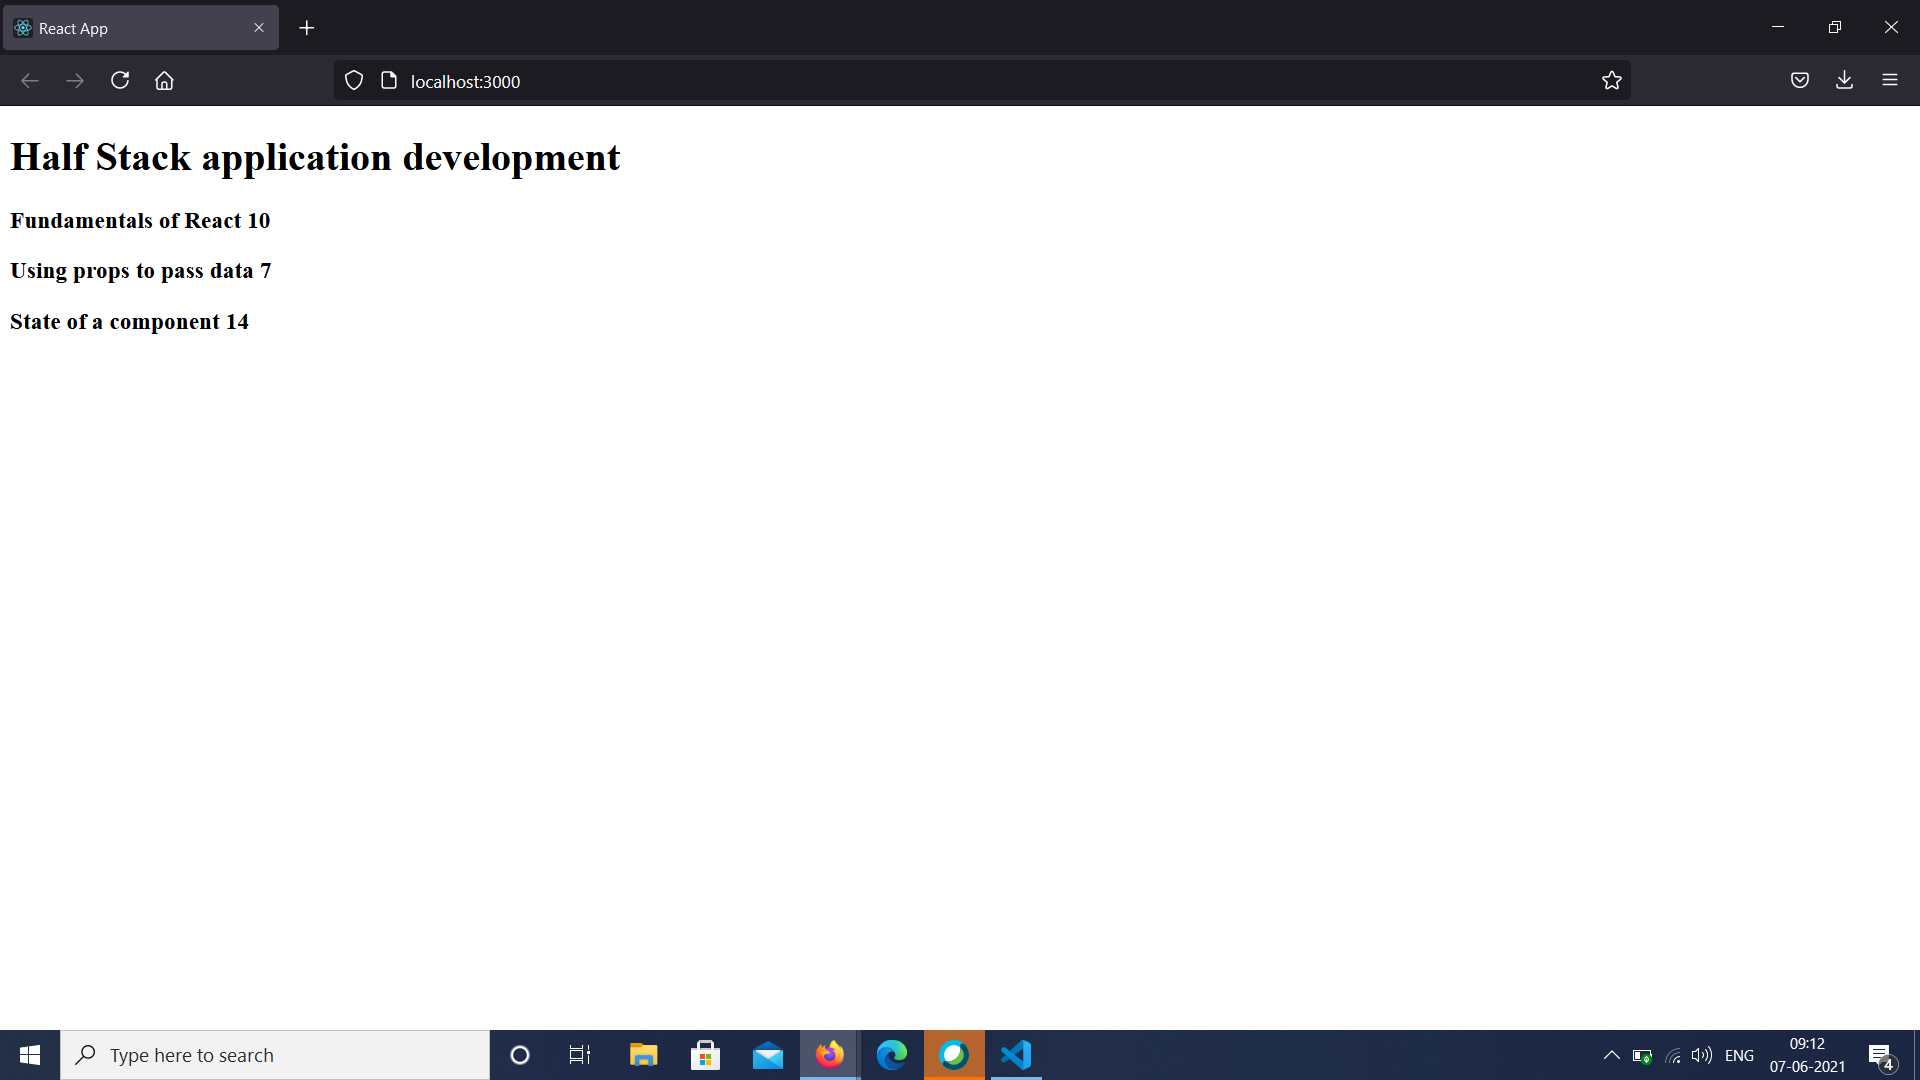 React App
localhost:3000
Half Stack application development
Fundamentals of React 10
Using props to pass data 7
State of a component 14
Type here to search
ENG
09:12
07-06-2021
4